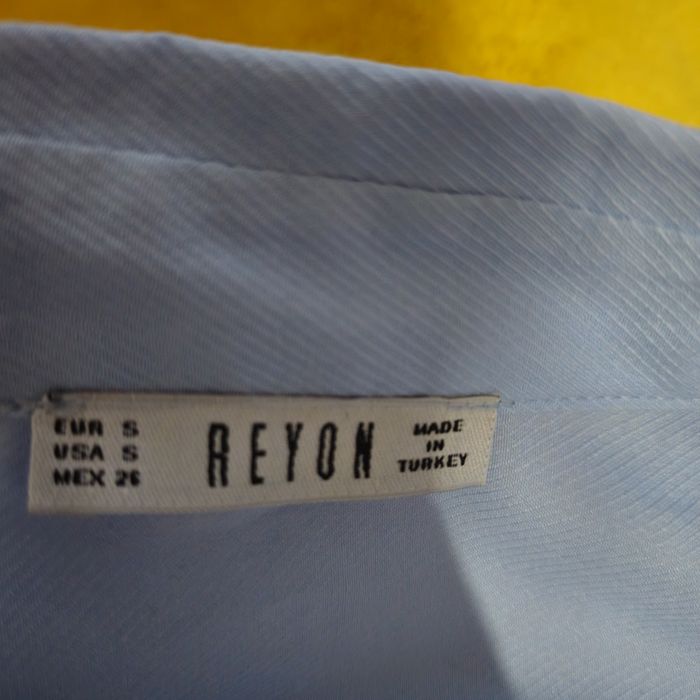 EUR S
USA S
MEX 26
REYON
MADE
IN
TURKEY